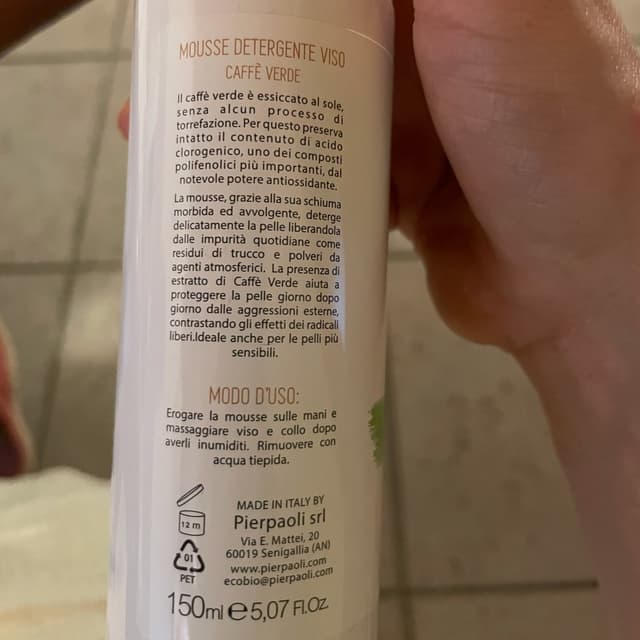 MOUSSE DETERGENTE VISO
CAFFÈ VERDE
Il caffè verde è essiccato al sole,
senza alcun processo di
torrefazione. Per questo preserva
intatto il contenuto di acido
clorogenico, uno dei composti
polifenolici più importanti, dal
notevole potere antiossidante.
La mousse, grazie alla sua schiuma
morbida ed avvolgente, deterge
delicatamente la pelle liberandola
dalle impurità quotidiane come
residui di trucco e polveri da
agenti atmosferici. La presenza di
estratto di Caffè Verde aiuta a
proteggere la pelle giorno dopo
giorno dalle aggressioni esterne,
contrastando gli effetti dei radicali
liberi.Ideale anche per le pelli più
sensibili.
MODO D'USO:
Erogare la mousse sulle mani e
massaggiare viso e collo dopo
averli inumiditi. Rimuovere con
acqua tiepida.
12 m
01
PET
MADE IN ITALY BY
Pierpaoli srl
Via E. Mattei, 20
60019 Senigallia (AN)
www.pierpaoli.com
ecobio@pierpaoli.com
150ml e 5,07 Fl.Oz.